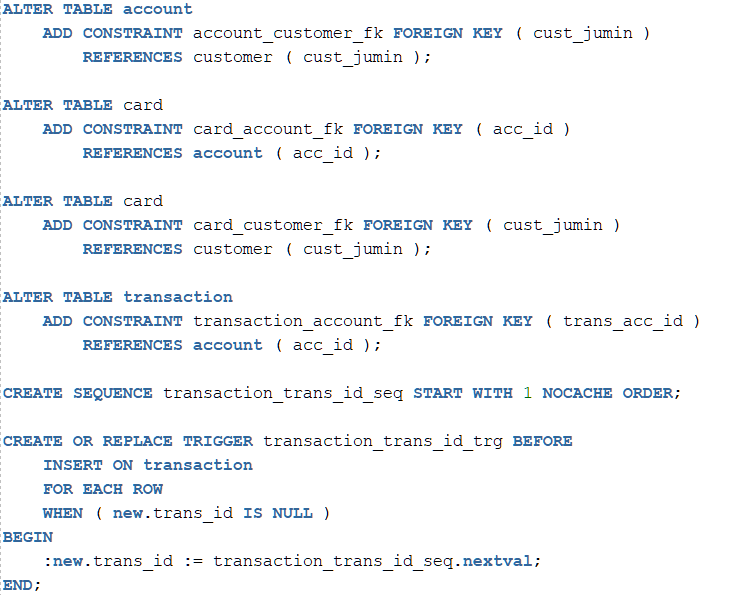 ALTER TABLE account
    ADD CONSTRAINT account_customer_fk FOREIGN KEY ( cust_jumin )
        REFERENCES customer ( cust_jumin );

ALTER TABLE card
    ADD CONSTRAINT card_account_fk FOREIGN KEY ( acc_id )
        REFERENCES account ( acc_id );

ALTER TABLE card
    ADD CONSTRAINT card_customer_fk FOREIGN KEY ( cust_jumin )
        REFERENCES customer ( cust_jumin );

ALTER TABLE transaction
    ADD CONSTRAINT transaction_account_fk FOREIGN KEY ( trans_acc_id )
        REFERENCES account ( acc_id );

CREATE SEQUENCE transaction_trans_id_seq START WITH 1 NOCACHE ORDER;

CREATE OR REPLACE TRIGGER transaction_trans_id_trg BEFORE
    INSERT ON transaction
    FOR EACH ROW
    WHEN ( new.trans_id IS NULL )
BEGIN
    :new.trans_id := transaction_trans_id_seq.nextval;
END;